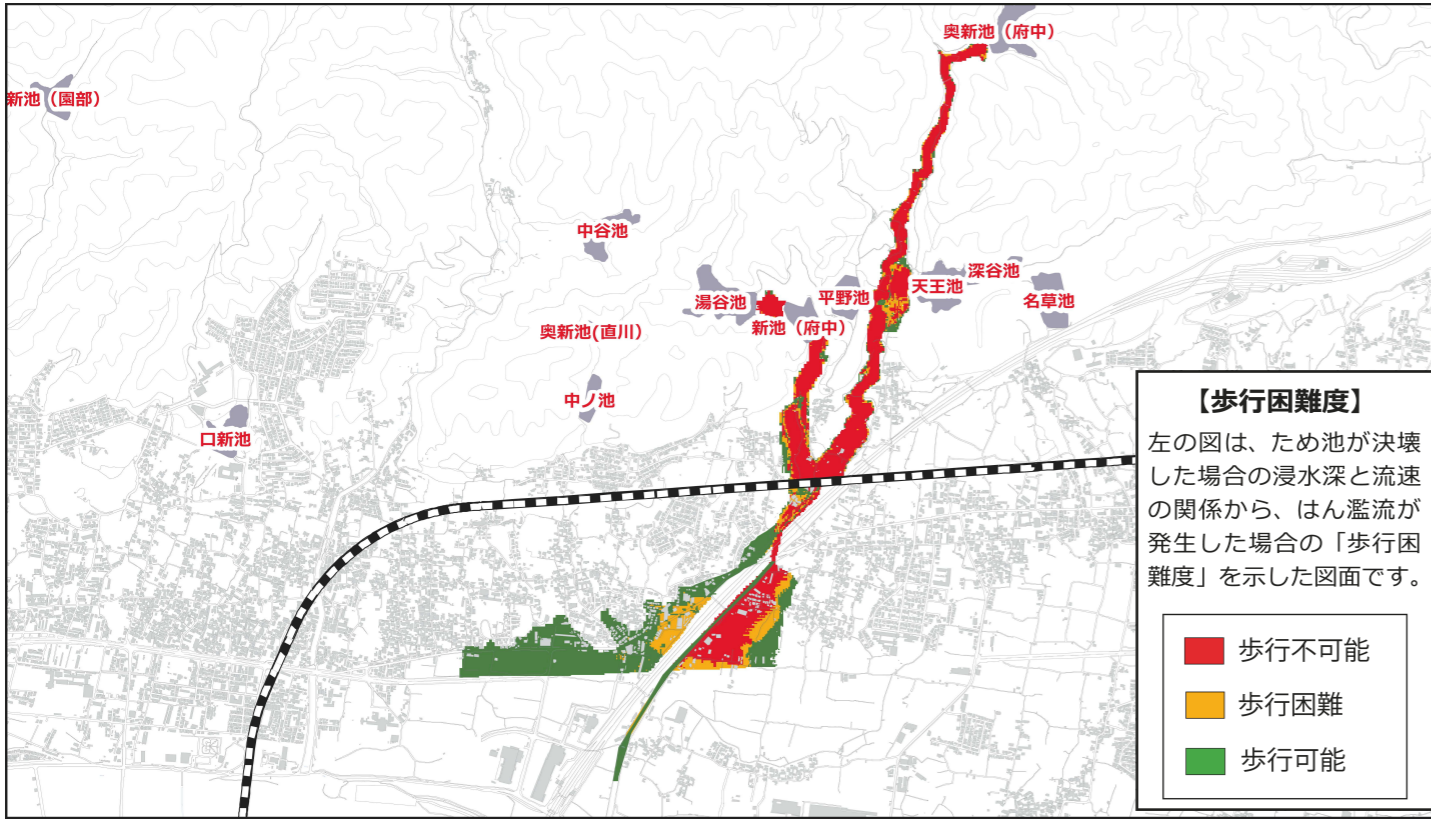 奥新池（府中）
新池（園部）
中谷池
深谷池
天王池
平野池
湯谷池
名草池
新池（府中）
奥新池(直川）
中ノ池
口新池
【歩行困難度】
左の図は、ため池が決壊
した場合の浸水深と流速
の関係から、はん濫流が
発生した場合の「歩行困
難度」を示した図面です。
歩行不可能
歩行困難
歩行可能